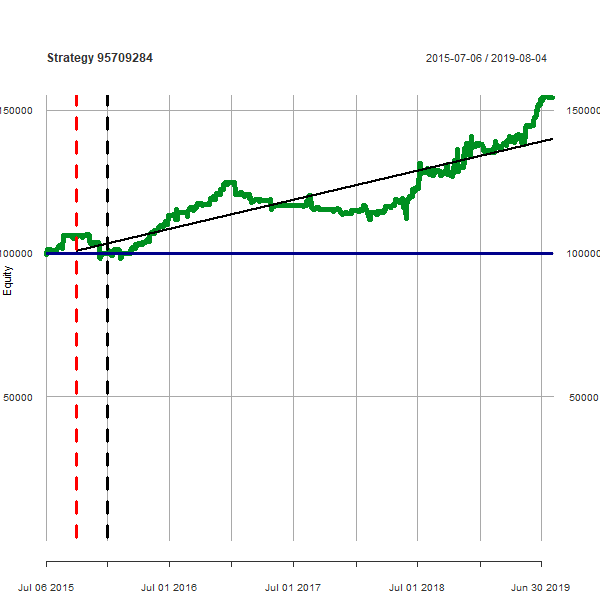 Strategy 95709284
2015-07-06 / 2019-08-04
150000
150000
100000
100000
Equity
50000
50000
Jul 06 2015
Jul 01 2016
Jul 01 2017
Jul 01 2018
Jun 30 2019